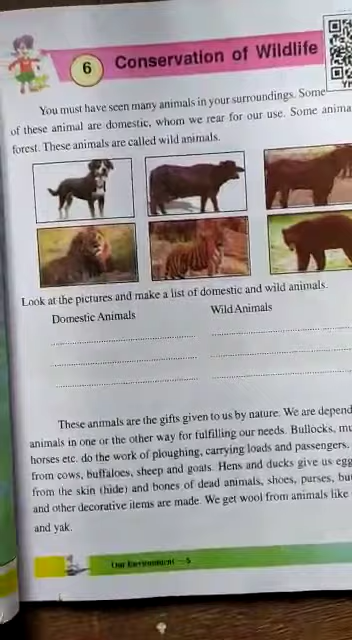 6 Conservation of Wildlife
You must have seen many animals in your surroundings. Some
of these animal are domestic, whom we rear for our use. Some anima
forest. These animals are called wild animals.
Look at the pictures and make a list of domestic and wild animals.
Domestic Animals Wild Animals
These animals are the gifts given to us by nature. We are depend
animals in one or the other way for fulfilling our needs. Bullocks, mu
horses etc. do the work of ploughing, carrying loads and passengers.
from cows, buffaloes, sheep and goats. Hens and ducks give us egg
from the skin (hide) and bones of dead animals, shoes, purses, bu
and other decorative items are made. We get wool from animals like
and yak.
Our Environment — 5